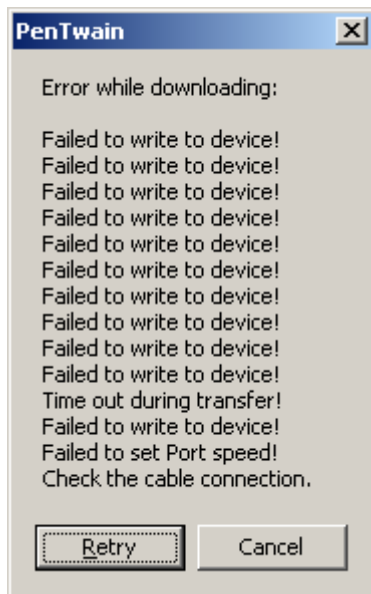 PenTwain
Error while downloading:
Failed to write to device!
Failed to write to device!
Failed to write to device!
Failed to write to device!
Failed to write to device!
Failed to write to device!
Failed to write to device!
Failed to write to device!
Failed to write to device!
Failed to write to device!
Time out during transfer!
Failed to write to device!
Failed to set Port speed!
Check the cable connection.
Retry
Cancel